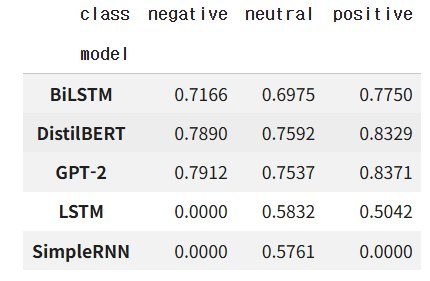 class negative neutral positive
model
BiLSTM 0.7166 0.6975 0.7750
DistilBERT 0.7890 0.7592 0.8329
GPT-2 0.7912 0.7537 0.8371
LSTM 0.0000 0.5832 0.5042
SimpleRNN 0.0000 0.5761 0.0000